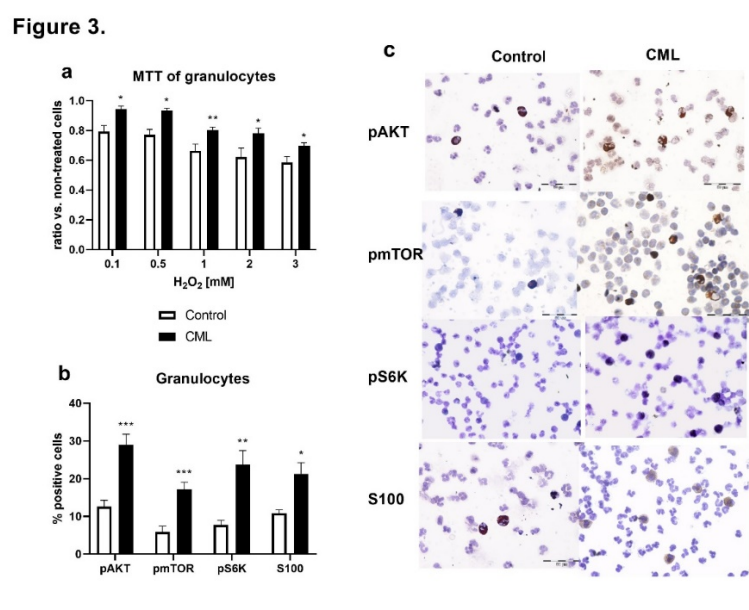 Figure 3.
a
MTT of granulocytes
ratio vs. non-treated cells
1.0
0.8
0.6
0.4
0.2
0.0
* * ** * *
0.1 0.5 1 2 3
H₂O₂ [mM]
Control
CML
b
Granulocytes
% positive cells
40
30
20
10
0
*** *** ** *
pAKT pmTOR pS6K S100
c
Control CML
pAKT
pmTOR
pS6K
S100